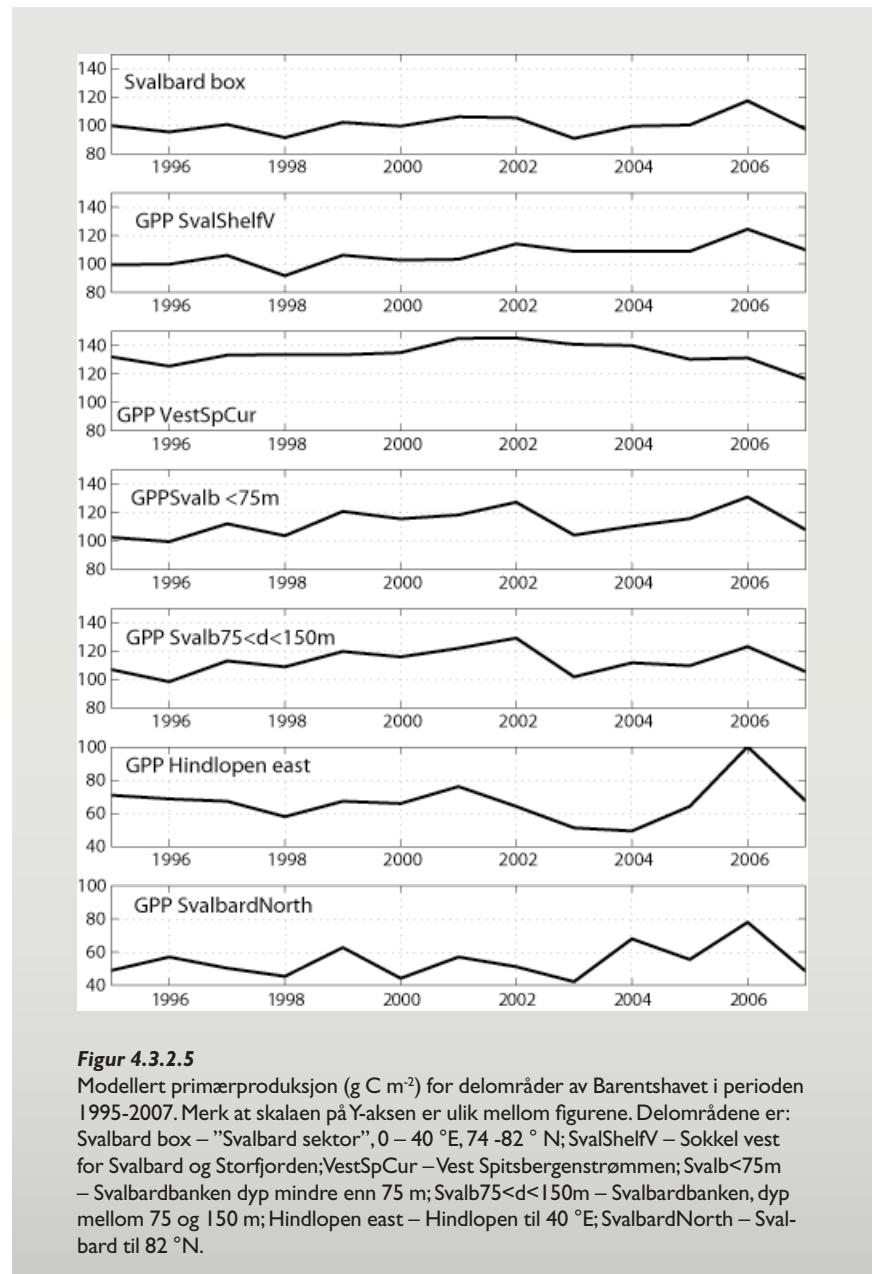 140
Svalbard box
120
100
80
1996 1998 2000 2002 2004 2006
140
GPP SvalShelfV
120
100
80
1996 1998 2000 2002 2004 2006
140
120
100
GPP VestSpCur
80
1996 1998 2000 2002 2004 2006
140
GPPSvalb <75m
120
100
80
1996 1998 2000 2002 2004 2006
140
GPP Svalb75<d<150m
120
100
80
1996 1998 2000 2002 2004 2006
100
GPP Hindlopen east
80
60
40
1996 1998 2000 2002 2004 2006
100
GPP SvalbardNorth
80
60
40
1996 1998 2000 2002 2004 2006
Figur 4.3.2.5
Modellert primærproduksjon (g C m-2) for delområder av Barentshavet i perioden
1995-2007. Merk at skalaen på Y-aksen er ulik mellom figurene. Delområdene er:
Svalbard box – ”Svalbard sektor”, 0 – 40 °E, 74 -82 ° N; SvalShelfV – Sokkel vest
for Svalbard og Storfjorden; VestSpCur – Vest Spitsbergenstrømmen; Svalb<75m
– Svalbardbanken dyp mindre enn 75 m; Svalb75<d<150m – Svalbardbanken, dyp
mellom 75 og 150 m; Hindlopen east – Hindlopen til 40 °E; SvalbardNorth – Sval-
bard til 82 °N.